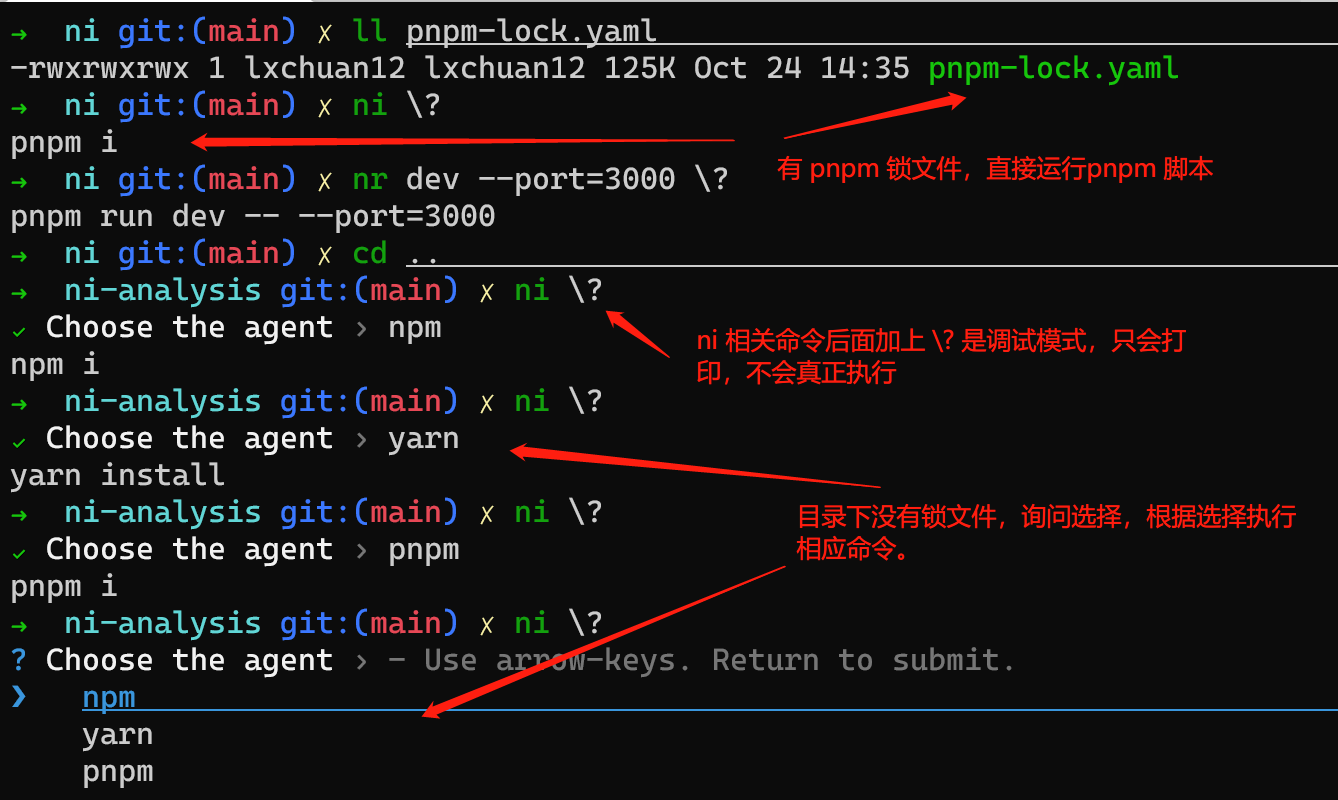 → ni git:(main) ✗ ll pnpm-lock.yaml
-rwxrwxrwx 1 lxchuan12 lxchuan12 125K Oct 24 14:35 pnpm-lock.yaml
→ ni git:(main) ✗ ni \?
pnpm i
有 pnpm 锁文件，直接运行pnpm 脚本
→ ni git:(main) ✗ nr dev --port=3000 \?
pnpm run dev -- --port=3000
→ ni git:(main) ✗ cd ..
→ ni-analysis git:(main) ✗ ni \?
✓ Choose the agent › npm
npm i
ni 相关命令后面加上 \? 是调试模式，只会打
印，不会真正执行
→ ni-analysis git:(main) ✗ ni \?
✓ Choose the agent › yarn
yarn install
→ ni-analysis git:(main) ✗ ni \?
✓ Choose the agent › pnpm
pnpm i
目录下没有锁文件，询问选择，根据选择执行
相应命令。
→ ni-analysis git:(main) ✗ ni \?
? Choose the agent › - Use arrow-keys. Return to submit.
❯ npm
yarn
pnpm